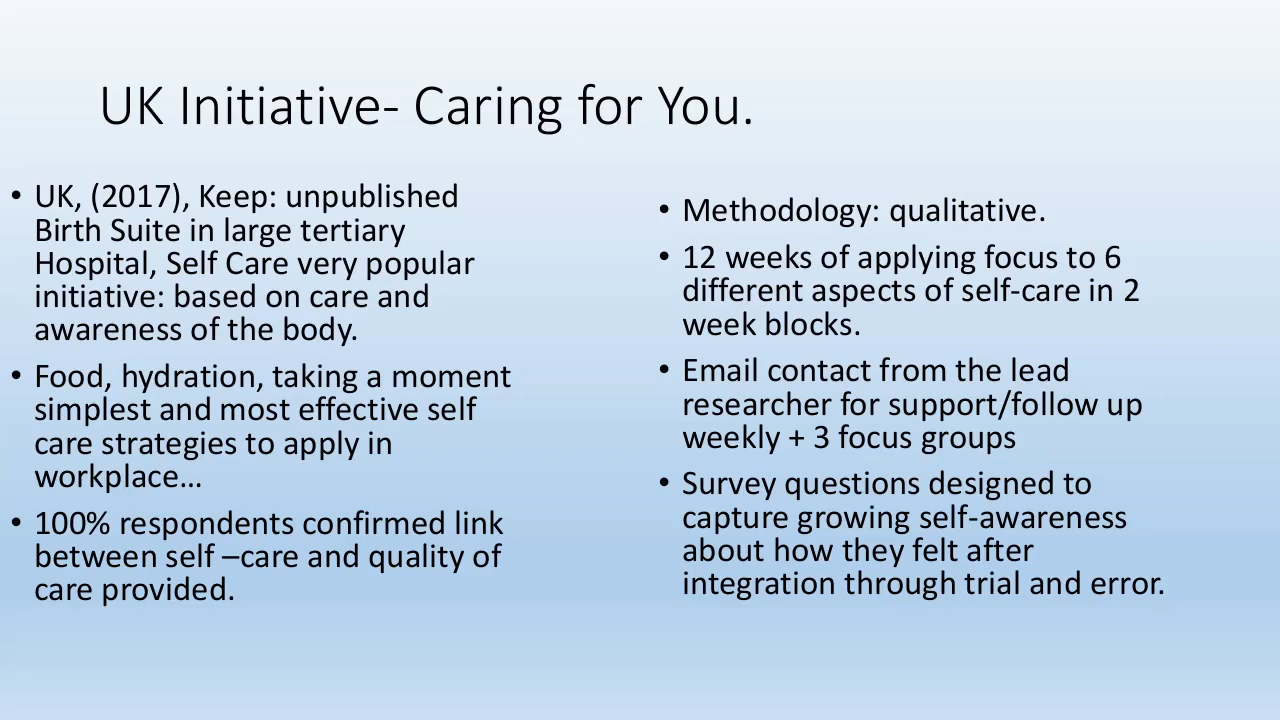 UK Initiative- Caring for You.
• UK, (2017), Keep: unpublished
Birth Suite in large tertiary
Hospital, Self Care very popular
initiative: based on care and
awareness of the body.
• Food, hydration, taking a moment
simplest and most effective self
care strategies to apply in
workplace…
• 100% respondents confirmed link
between self –care and quality of
care provided.
• Methodology: qualitative.
• 12 weeks of applying focus to 6
different aspects of self-care in 2
week blocks.
• Email contact from the lead
researcher for support/follow up
weekly + 3 focus groups
• Survey questions designed to
capture growing self-awareness
about how they felt after
integration through trial and error.